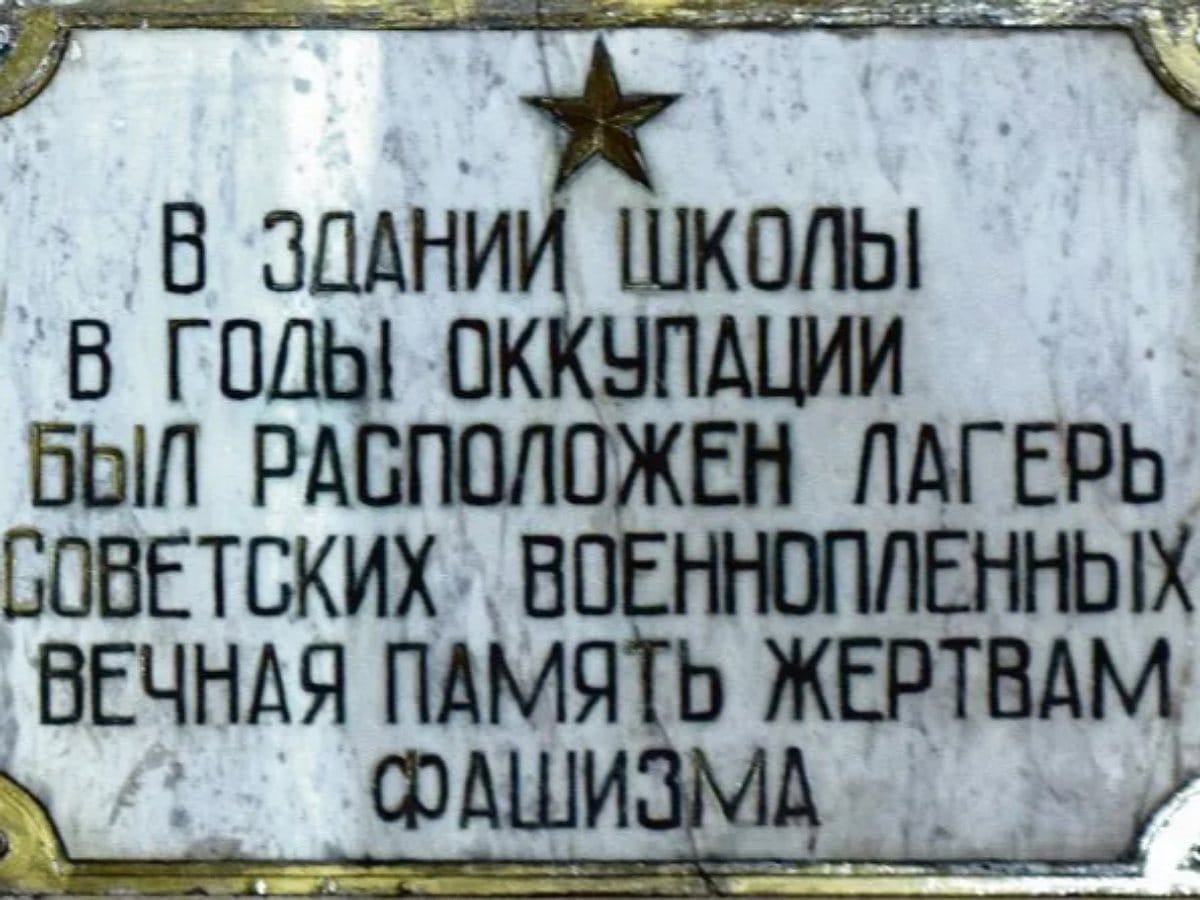 В ЗДАНИИ ШКОЛЫ
В ГОДЫ ОККУПАЦИИ
БЫЛ РАСПОЛОЖЕН ЛАГЕРЬ
СОВЕТСКИХ ВОЕННОПЛЕННЫХ
ВЕЧНАЯ ПАМЯТЬ ЖЕРТВАМ
ФАШИЗМА